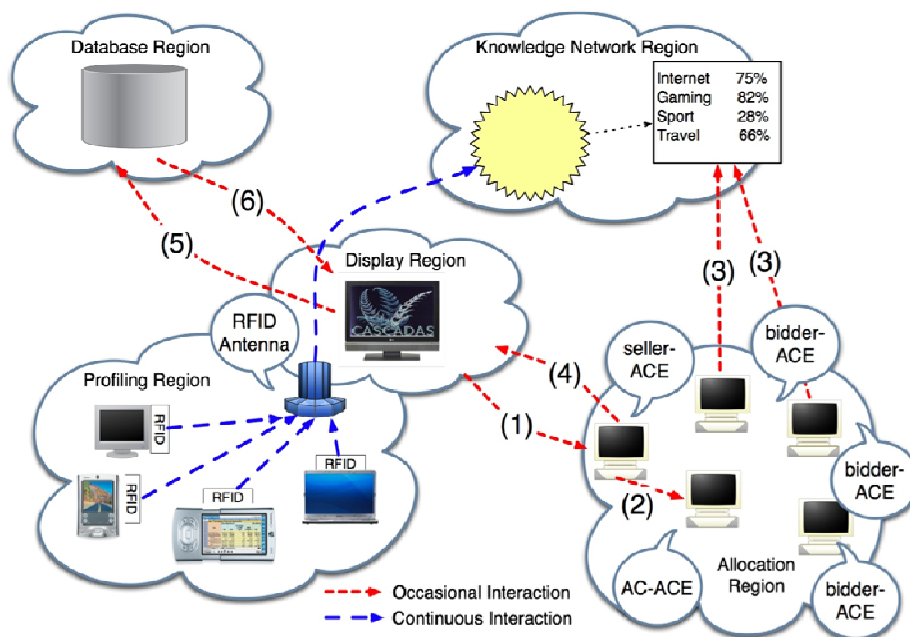 Database Region
Knowledge Network Region
Internet 75%
Gaming 82%
Sport 28%
Travel 66%
(6)
(5)
Display Region
CASCADAS
RFID
Antenna
(3)
(3)
seller-
ACE
bidder-
ACE
Profiling Region
(4)
(1)
RFID
RFID
RFID
RFID
(2)
bidder-
ACE
AC-ACE
Allocation
Region
bidder-
ACE
Occasional Interaction
Continuous Interaction